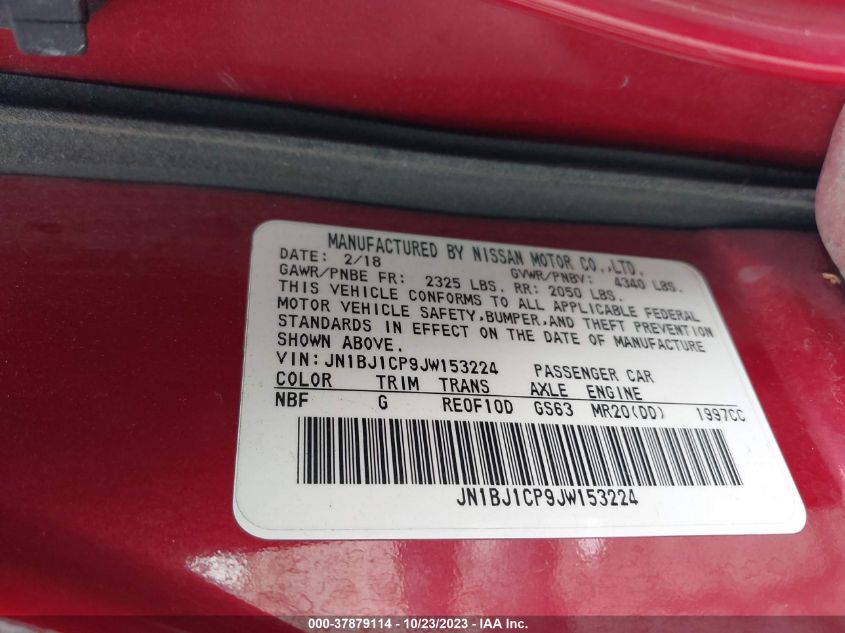 MANUFACTURED BY NISSAN MOTOR CO.,LTD.
DATE: 2/18 GVWR/PNBV: 4340 LBS.
GAWR/PNBE FR: 2325 LBS. RR: 2050 LBS.
THIS VEHICLE CONFORMS TO ALL APPLICABLE FEDERAL
MOTOR VEHICLE SAFETY,BUMPER,AND THEFT PREVENTION
STANDARDS IN EFFECT ON THE DATE OF MANUFACTURE
SHOWN ABOVE.
VIN:JN1BJ1CP9JW153224 PASSENGER CAR
COLOR TRIM TRANS AXLE ENGINE
NBF G RE0F10D GS63 MR20(DD) 1997CC
JN1BJ1CP9JW153224
000-37879114 - 10/23/2023 - IAA Inc.